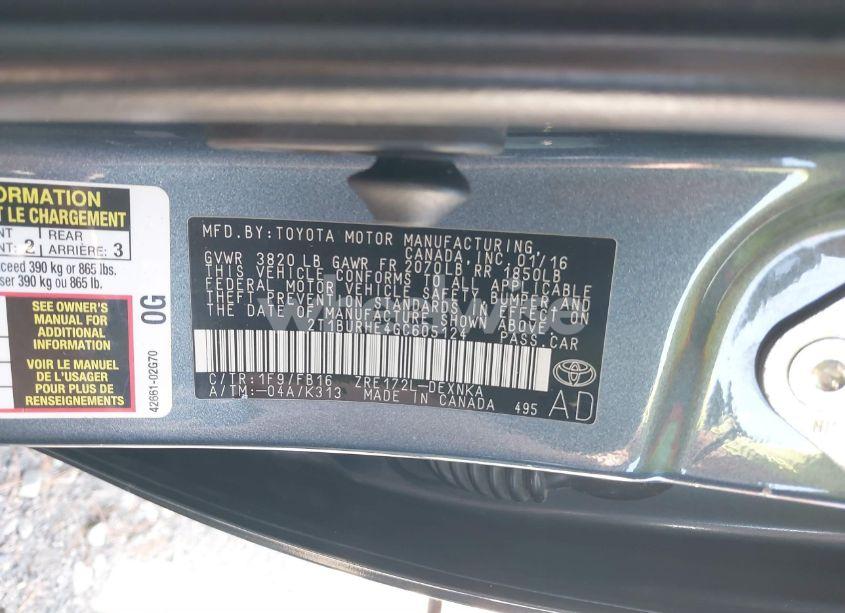 ORMATION
T LE CHARGEMENT
NT
NT: 2
REAR
ARRIÈRE: 3
ceed 390 kg or 865 lbs.
ser 390 kg ou 865 lb.
SEE OWNER'S
MANUAL FOR
ADDITIONAL
INFORMATION
VOIR LE MANUEL
DE L'USAGER
POUR PLUS DE
RENSEIGNEMENTS
0G
42661-02G70
MFD.BY:TOYOTA MOTOR MANUFACTURING,
CANADA, INC. 01/16
GVWR 3820 LB GAWR FR 2070LB RR 1850LB
THIS VEHICLE CONFORMS TO ALL APPLICABLE
FEDERAL MOTOR VEHICLE SAFETY, BUMPER AND
THEFT PREVENTION STANDARDS IN EFFECT ON
THE DATE OF MANUFACTURE SHOWN ABOVE.
2T1BURHE4GC605124 PASS.CAR
C/TR:1F9/FB16 ZRE172L-DEXNKA
A/TM:-04A/K313 MADE IN CANADA 495
AD